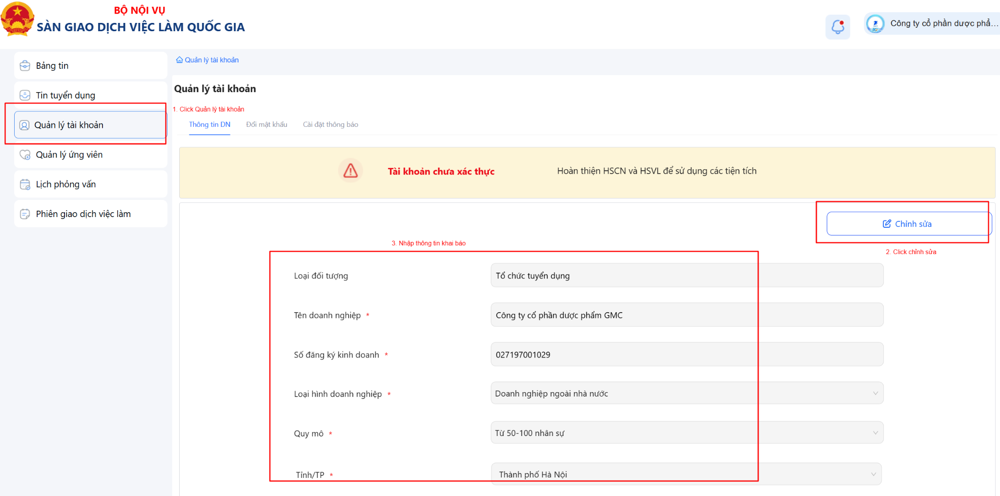 BỘ NỘI VỤ
SÀN GIAO DỊCH VIỆC LÀM QUỐC GIA
Công ty cổ phần dược phẩ...
Bảng tin
Tin tuyển dụng
Quản lý tài khoản
Quản lý ứng viên
Lịch phỏng vấn
Phiên giao dịch việc làm
Quản lý tài khoản
Quản lý tài khoản
1. Click Quản lý tài khoản
Thông tin DN Đổi mật khẩu Cài đặt thông báo
Tài khoản chưa xác thực Hoàn thiện HSCN và HSVL để sử dụng các tiện tích
Chỉnh sửa
2. Click chỉnh sửa
3. Nhập thông tin khai báo
Loại đối tượng Tổ chức tuyển dụng
Tên doanh nghiệp * Công ty cổ phần dược phẩm GMC
Số đăng ký kinh doanh * 027197001029
Loại hình doanh nghiệp * Doanh nghiệp ngoài nhà nước
Quy mô * Từ 50-100 nhân sự
Tỉnh/TP * Thành phố Hà Nội